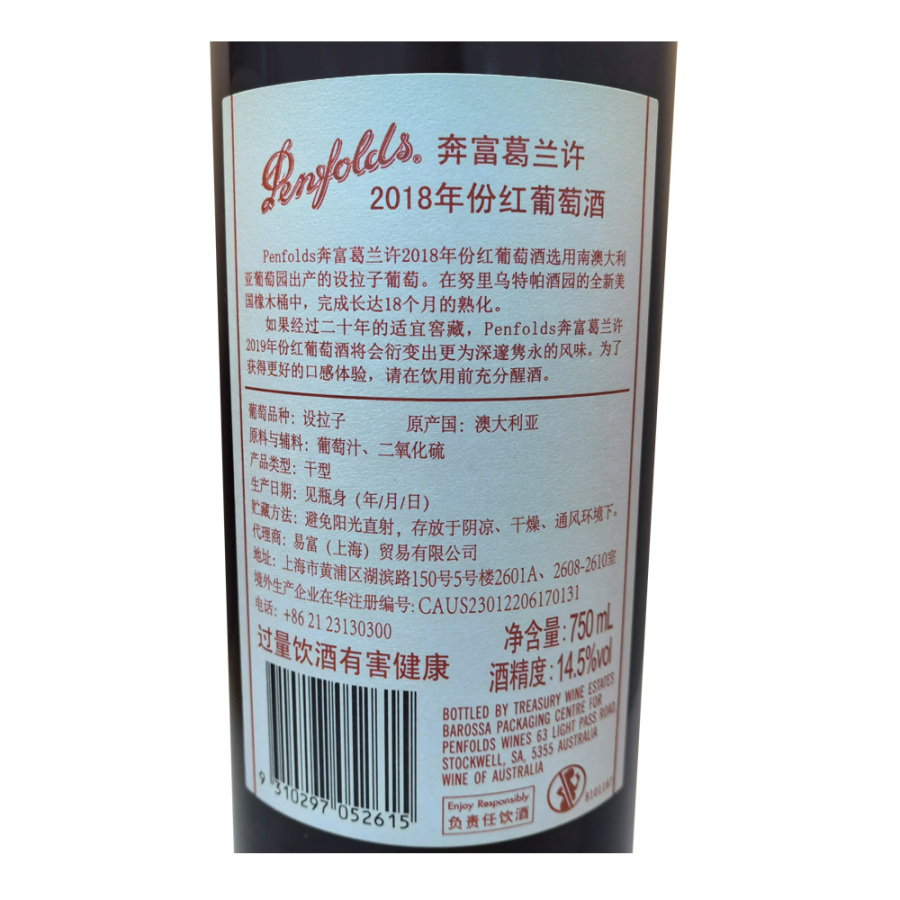 Penfolds® 奔富葛兰许
2018年份红葡萄酒
Penfolds奔富葛兰许2018年份红葡萄酒选用南澳大利
亚葡萄园出产的设拉子葡萄。在努里乌特帕酒园的全新美
国橡木桶中，完成长达18个月的熟化。
如果经过二十年的适宜窖藏，Penfolds奔富葛兰许
2019年份红葡萄酒将会衍变出更为深邃隽永的风味。为了
获得更好的口感体验，请在饮用前充分醒酒。
葡萄品种：设拉子 原产国：澳大利亚
原料与辅料：葡萄汁、二氧化硫
产品类型：干型
生产日期：见瓶身（年/月/日）
贮藏方法：避免阳光直射，存放于阴凉、干燥、通风环境下。
代理商：易富（上海）贸易有限公司
地址：上海市黄浦区湖滨路150号5号楼2601A、2608-2610室
境外生产企业在华注册编号：CAUS23012206170131
电话：+86 21 23130300
净含量：750 mL
过量饮酒有害健康
酒精度：14.5%vol
BOTTLED BY TREASURY WINE ESTATES
BAROSSA PACKAGING CENTRE FOR
PENFOLDS WINES 63 LIGHT PASS ROAD,
STOCKWELL, SA, 5355 AUSTRALIA
WINE OF AUSTRALIA
9 310297 052615
Enjoy Responsibly
负责任饮酒